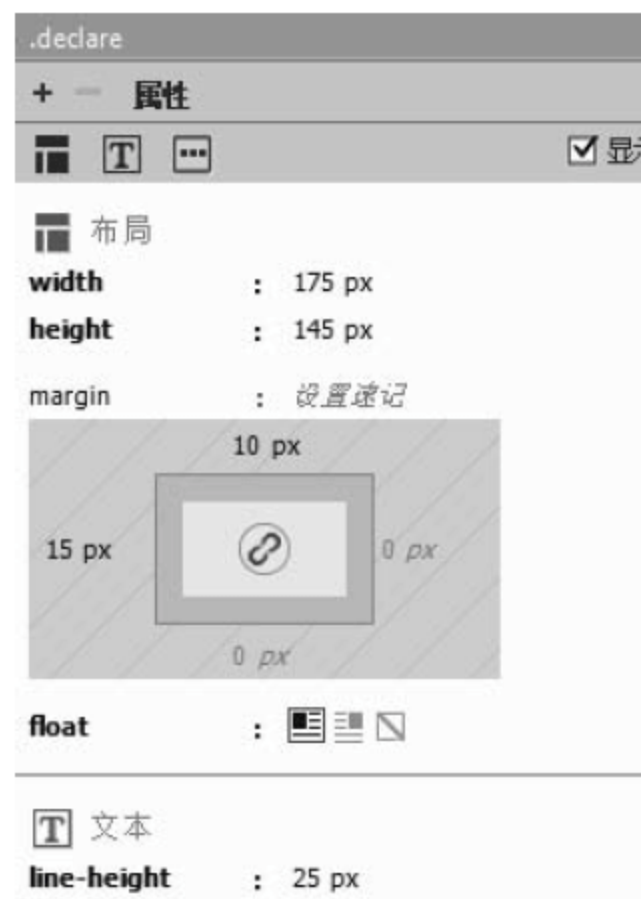 .declare
+ − 属性
T ... 显示
布局
width : 175 px
height : 145 px
margin : 设置速记
10 px
15 px 0 px
0 px
float :
T 文本
line-height : 25 px